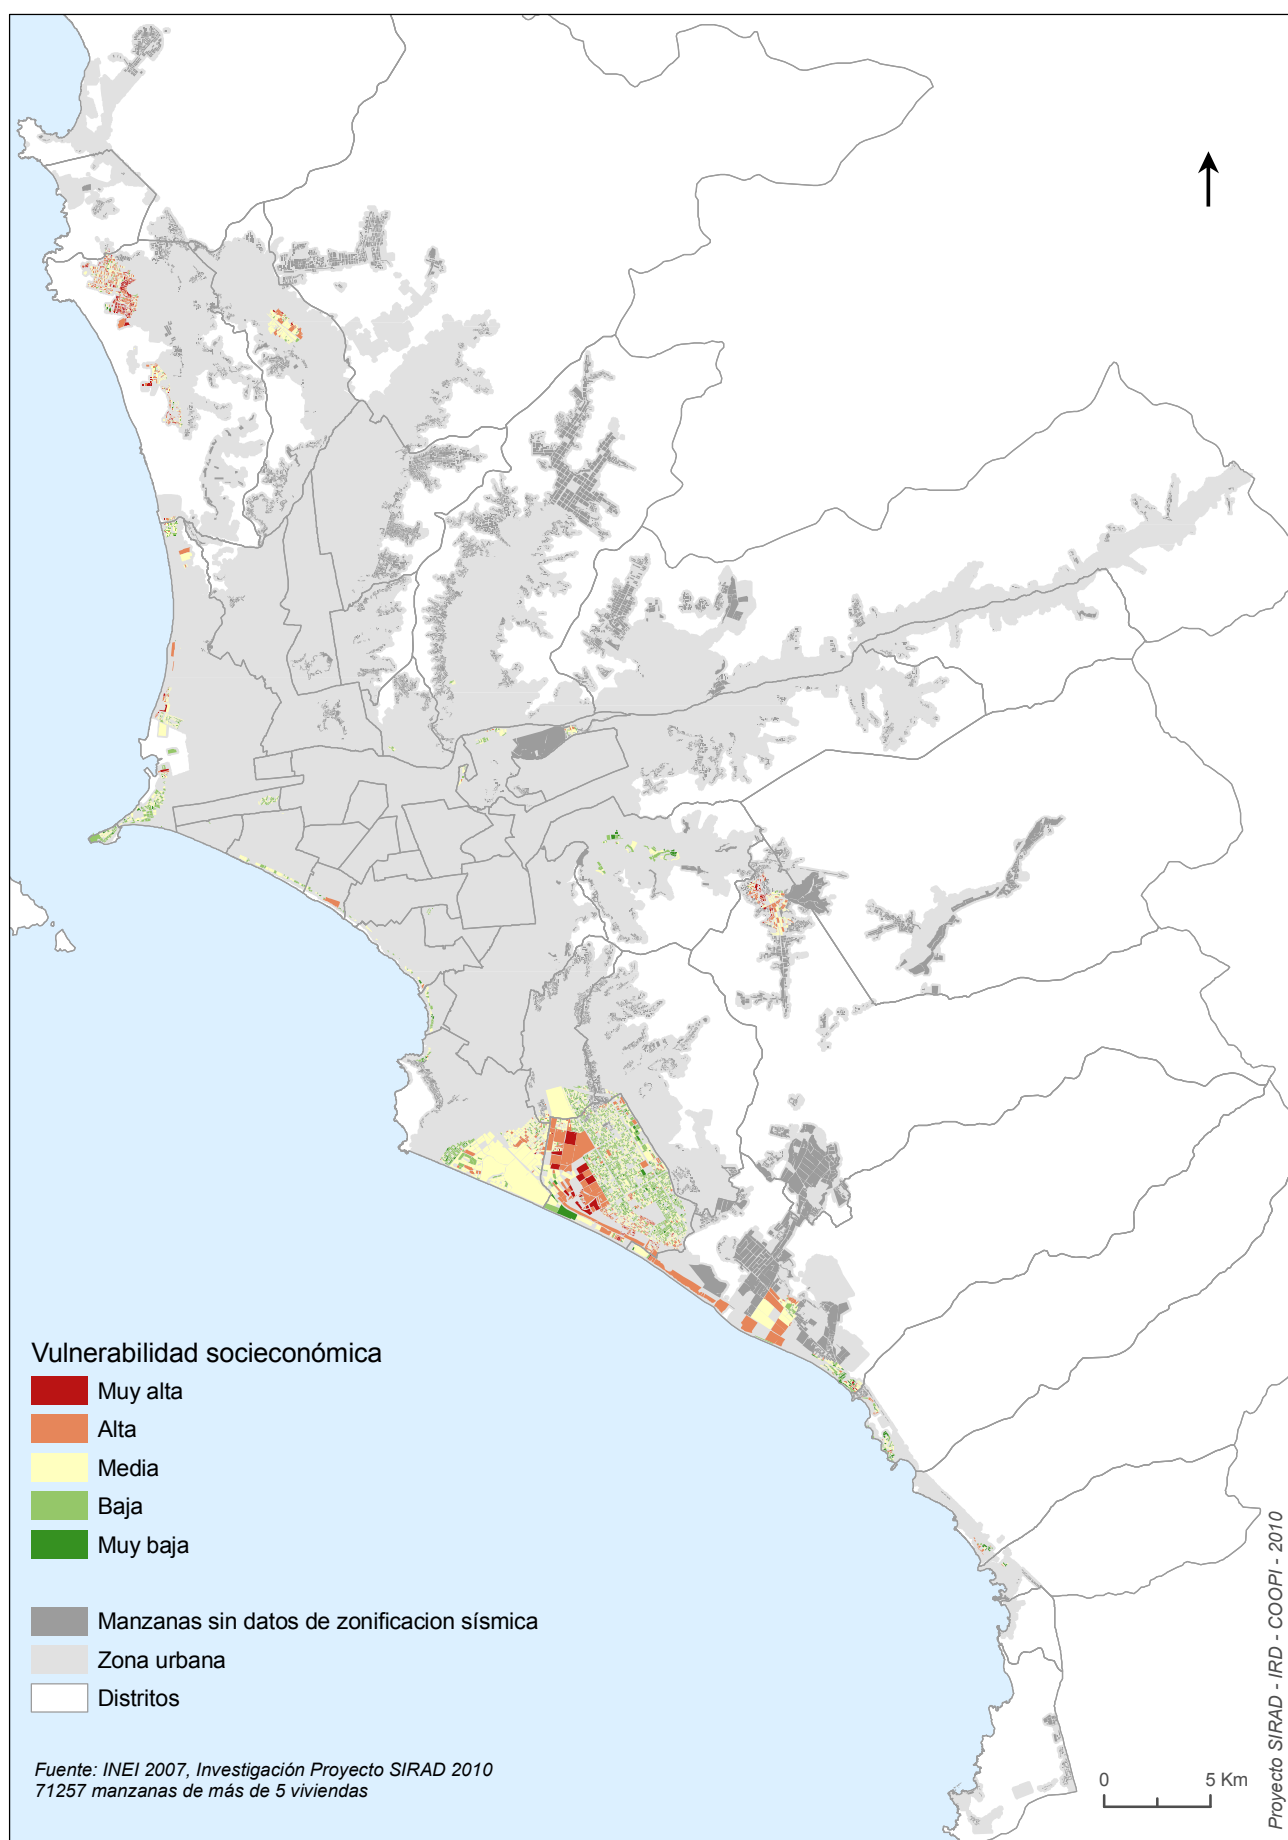 Vulnerabilidad socieconómica
Muy alta
Alta
Media
Baja
Muy baja
Manzanas sin datos de zonificacion sísmica
Zona urbana
Distritos
Fuente: INEI 2007, Investigación Proyecto SIRAD 2010
71257 manzanas de más de 5 viviendas
0 5 Km
Proyecto SIRAD - IRD - COOPI - 2010